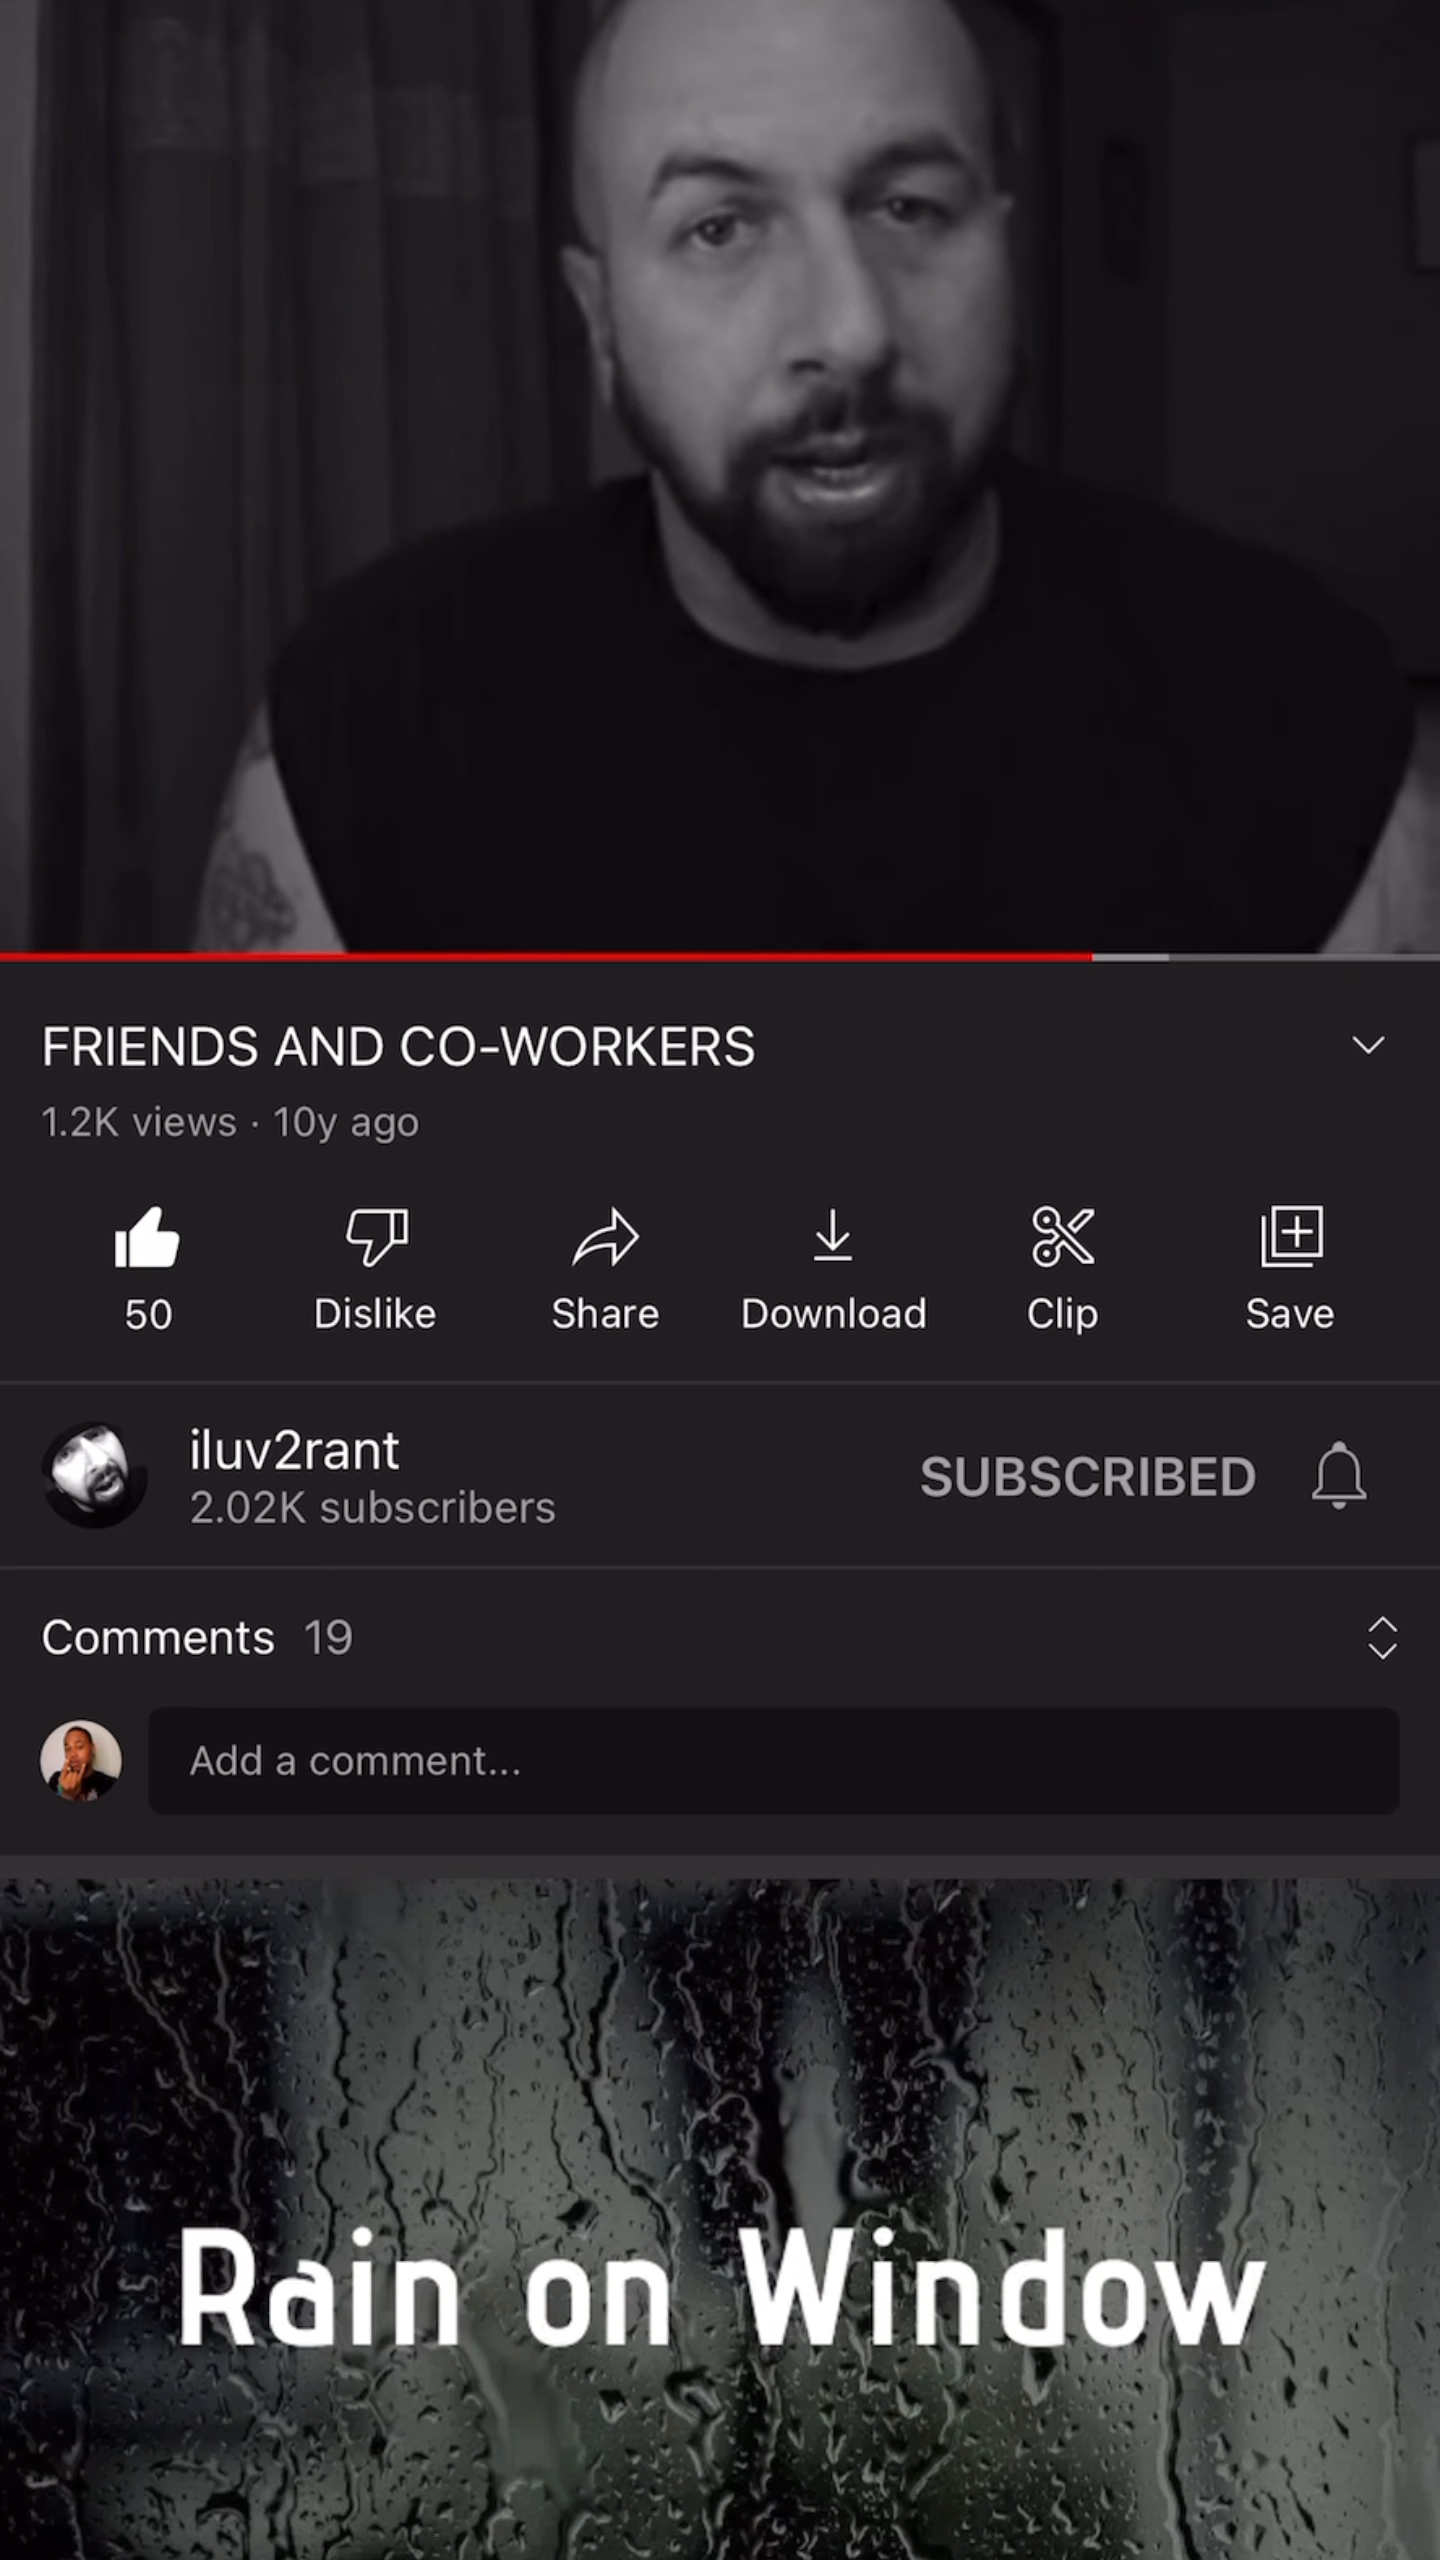 FRIENDS AND CO-WORKERS
1.2K views · 10y ago
50
Dislike
Share
Download
Clip
Save
iluv2rant
2.02K subscribers
SUBSCRIBED
Comments 19
Add a comment...
Rain on Window